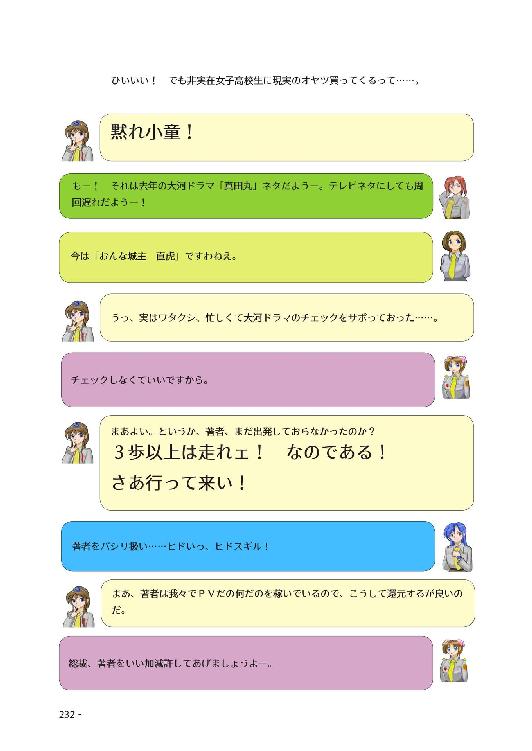 ひいいい！　でも非実在女子高校生に現実のオヤツ買ってくるって……。
黙れ小童！
もー！　それは去年の大河ドラマ「真田丸」ネタだようー。テレビネタにしても周
回遅れだようー！
今は「おんな城主　直虎」ですわねえ。
うっ、実はワタクシ、忙しくて大河ドラマのチェックをサボっておった……。
チェックしなくていいですから。
まあよい。というか、著者、まだ出発しておらなかったのか？
３歩以上は走れェ！　なのである！
さあ行って来い！
著者をパシリ扱い……ヒドいっ、ヒドスギル！
まあ、著者は我々でＰＶだの何だのを稼いでいるので、こうして還元するが良いの
だ。
総裁、著者をいい加減許してあげましょうよー。
232 -